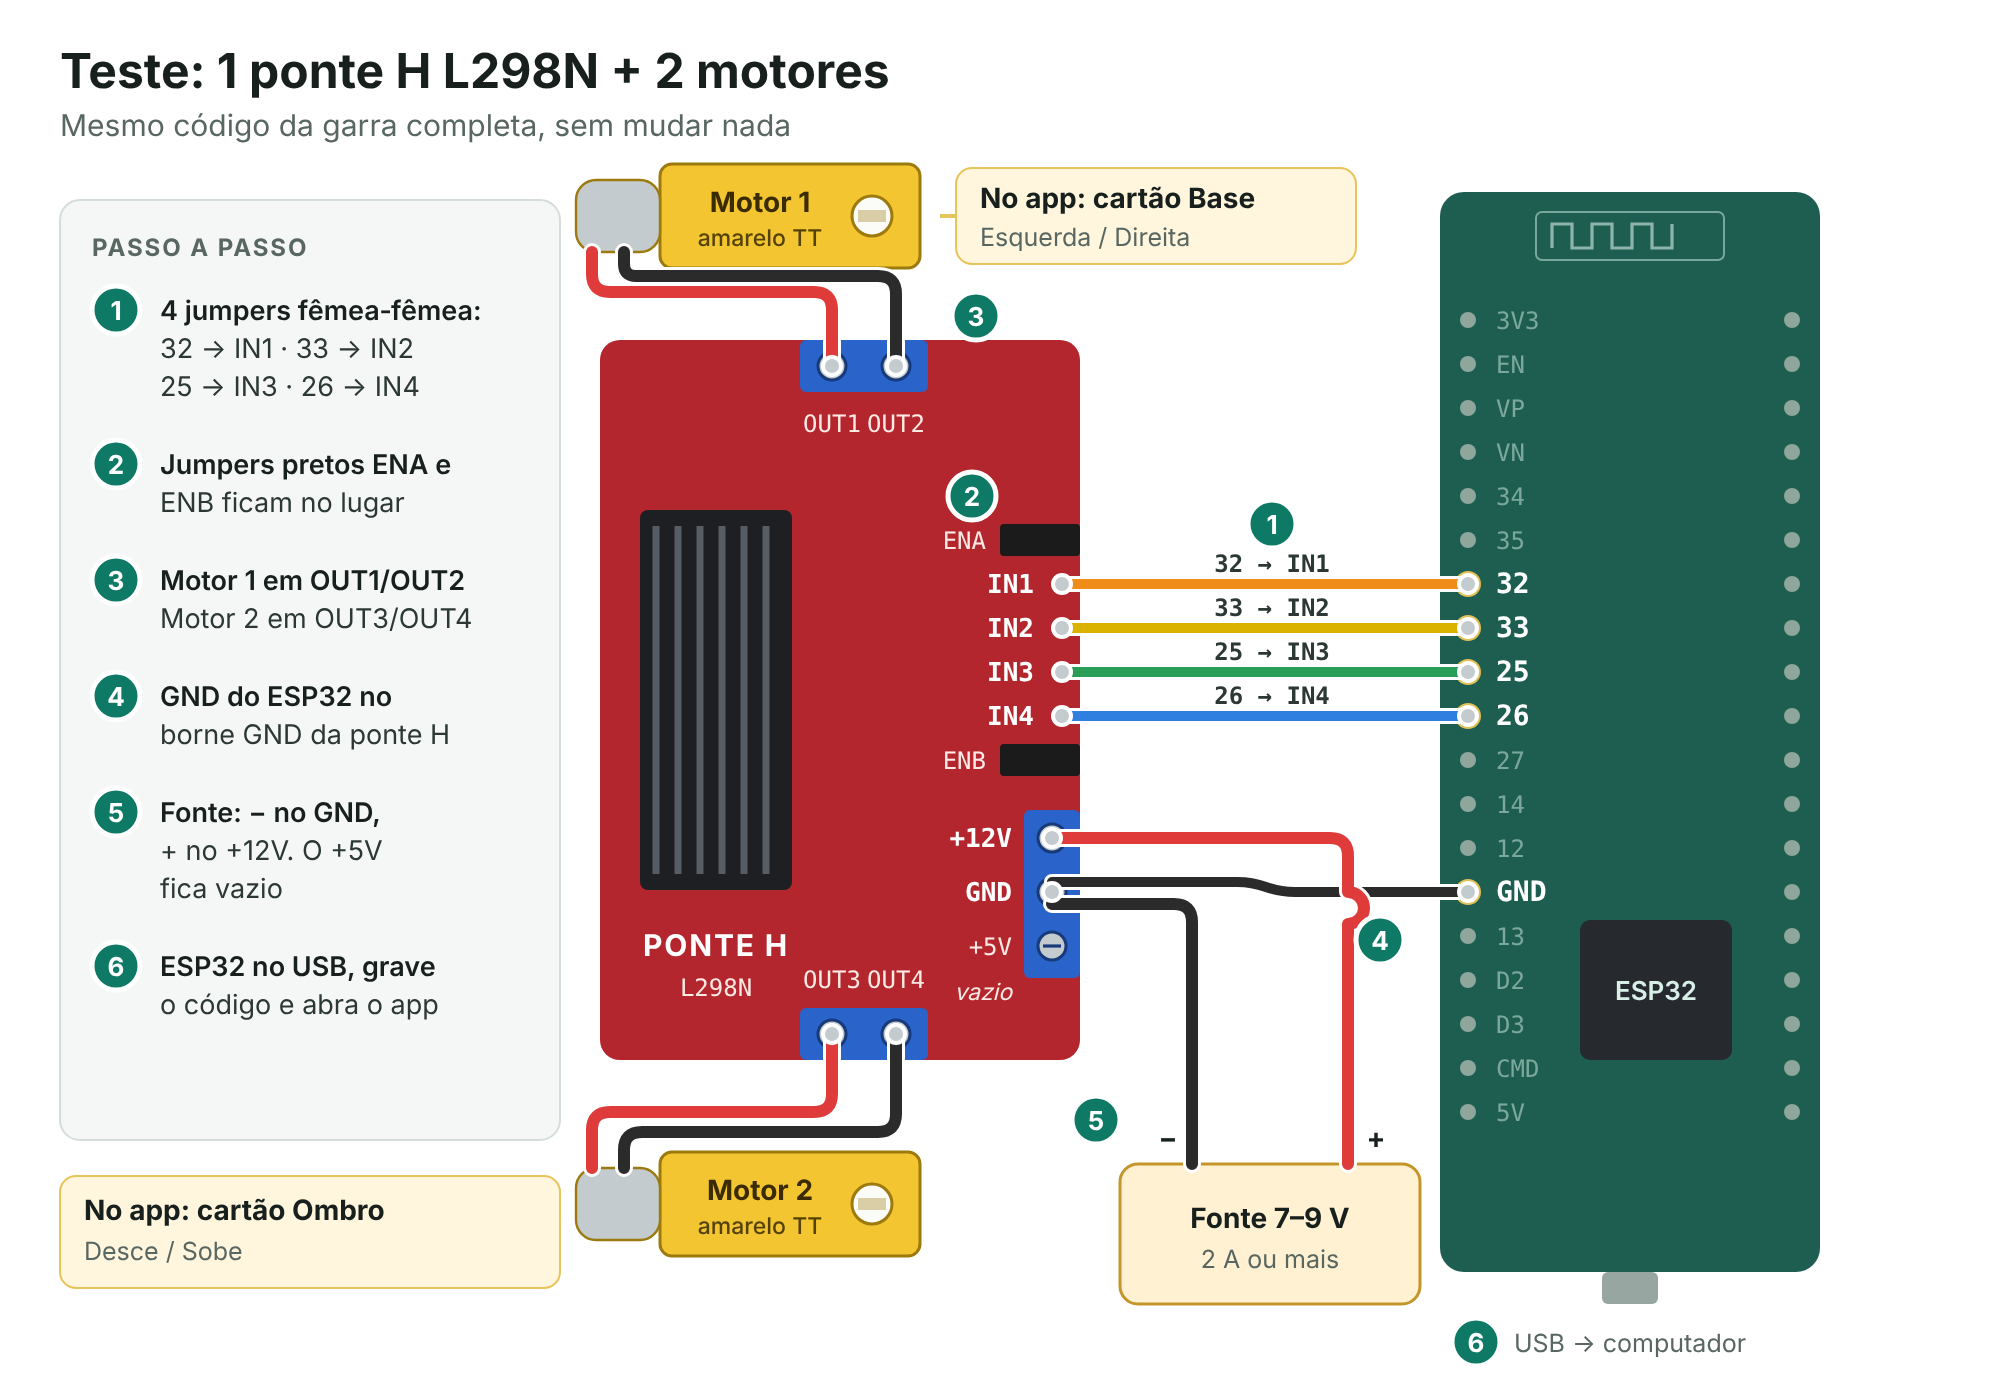 Teste: 1 ponte H L298N + 2 motores
Mesmo código da garra completa, sem mudar nada
PASSO A PASSO
1
4 jumpers fêmea-fêmea:
32 → IN1 · 33 → IN2
25 → IN3 · 26 → IN4
2
Jumpers pretos ENA e
ENB ficam no lugar
3
Motor 1 em OUT1/OUT2
Motor 2 em OUT3/OUT4
4
GND do ESP32 no
borne GND da ponte H
5
Fonte: – no GND,
+ no +12V. O +5V
fica vazio
6
ESP32 no USB, grave
o código e abra o app
No app: cartão Ombro
Desce / Sobe
Motor 1
amarelo TT
No app: cartão Base
Esquerda / Direita
3
OUT1 OUT2
2
ENA
IN1
IN2
IN3
IN4
ENB
+12V
GND
+5V
vazio
PONTE H
L298N
OUT3 OUT4
Motor 2
amarelo TT
1
32 → IN1
33 → IN2
25 → IN3
26 → IN4
4
5
– +
Fonte 7–9 V
2 A ou mais
3V3
EN
VP
VN
34
35
32
33
25
26
27
14
12
GND
13
D2
D3
CMD
5V
ESP32
6
USB → computador